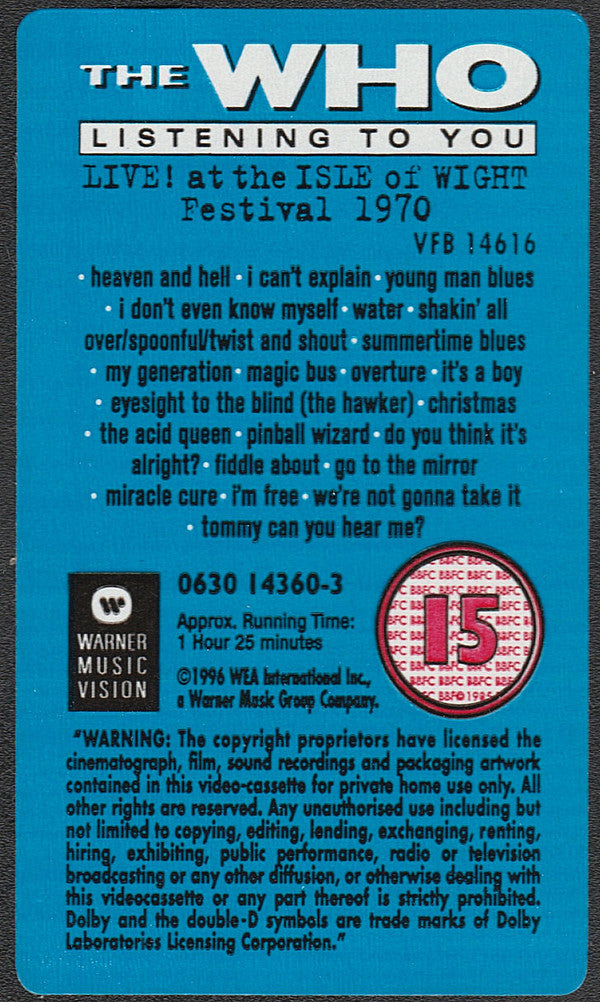 THE WHO
LISTENING TO YOU
LIVE! at the ISLE of WIGHT
Festival 1970
VFB 14616
• heaven and hell • i can't explain • young man blues
• i don't even know myself • water • shakin' all
over/spoonful/twist and shout • summertime blues
• my generation • magic bus • overture • it's a boy
• eyesight to the blind (the hawker) • christmas
• the acid queen • pinball wizard • do you think it's
alright? • fiddle about • go to the mirror
• miracle cure • i'm free • we're not gonna take it
• tommy can you hear me?
0630 14360-3
Approx. Running Time:
1 Hour 25 minutes
©1996 WEA International Inc.,
a Warner Music Group Company.
WARNER
MUSIC
VISION
15
BBFC BBFC BBFC
BBFC © 1985
"WARNING: The copyright proprietors have licensed the
cinematograph, film, sound recordings and packaging artwork
contained in this video-cassette for private home use only. All
other rights are reserved. Any unauthorised use including but
not limited to copying, editing, lending, exchanging, renting,
hiring, exhibiting, public performance, radio or television
broadcasting or any other diffusion, or otherwise dealing with
this videocassette or any part thereof is strictly prohibited.
Dolby and the double-D symbols are trade marks of Dolby
Laboratories Licensing Corporation."